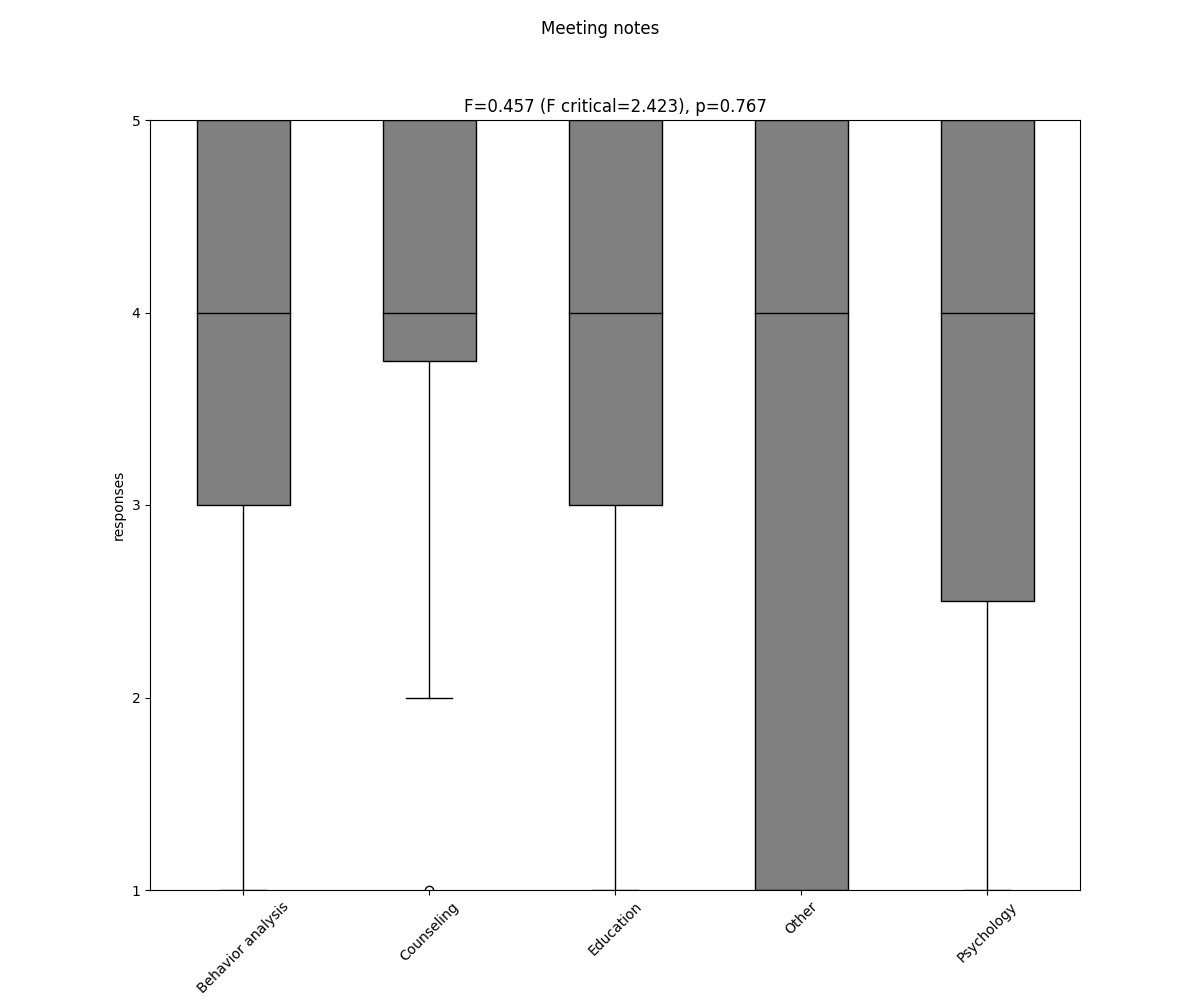 Meeting notes
F=0.457 (F critical=2.423), p=0.767
5
4
3
2
1
responses
Behavior analysis
Counseling
Education
Other
Psychology